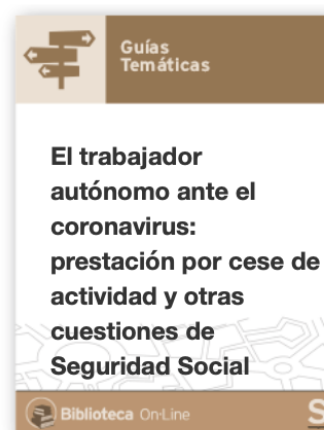 Guías
Temáticas
El trabajador
autónomo ante el
coronavirus:
prestación por cese de
actividad y otras
cuestiones de
Seguridad Social
Biblioteca On-Line